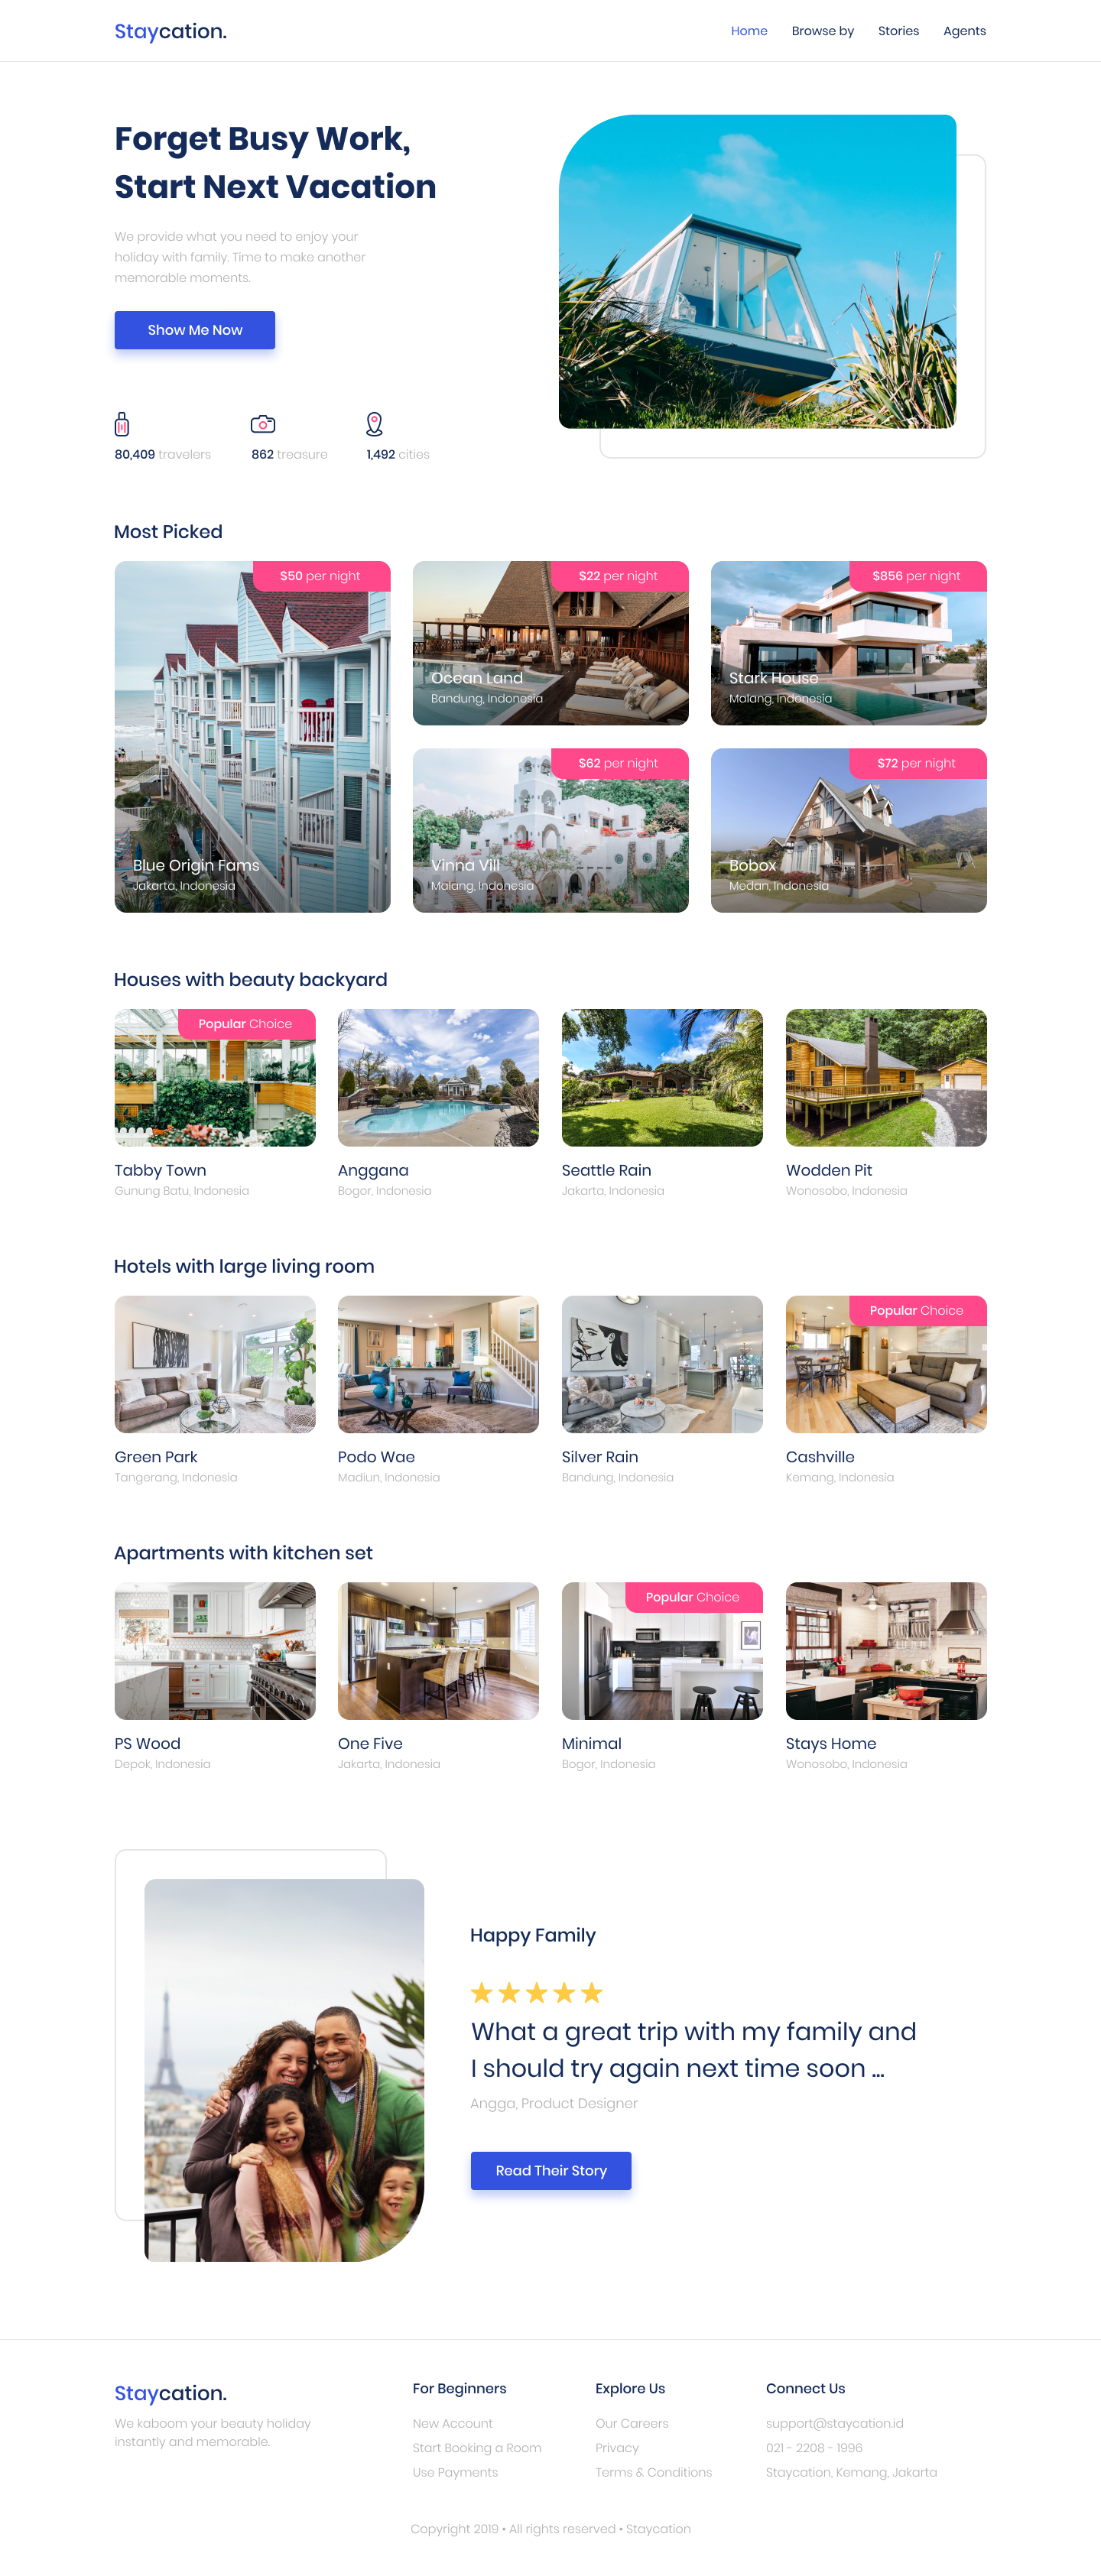 Staycation.
Home
Browse by
Stories
Agents
Forget Busy Work,
Start Next Vacation
We provide what you need to enjoy your
holiday with family. Time to make another
memorable moments.
Show Me Now
80,409 travelers
862 treasure
1,492 cities
Most Picked
$50 per night
Blue Origin Fams
Jakarta, Indonesia
$22 per night
Ocean Land
Bandung, Indonesia
$856 per night
Stark House
Malang, Indonesia
$62 per night
Vinna Vill
Malang, Indonesia
$72 per night
Bobox
Medan, Indonesia
Houses with beauty backyard
Popular Choice
Tabby Town
Gunung Batu, Indonesia
Anggana
Bogor, Indonesia
Seattle Rain
Jakarta, Indonesia
Wodden Pit
Wonosobo, Indonesia
Hotels with large living room
Green Park
Tangerang, Indonesia
Podo Wae
Madiun, Indonesia
Silver Rain
Bandung, Indonesia
Popular Choice
Cashville
Kemang, Indonesia
Apartments with kitchen set
PS Wood
Depok, Indonesia
One Five
Jakarta, Indonesia
Popular Choice
Minimal
Bogor, Indonesia
Stays Home
Wonosobo, Indonesia
Happy Family
What a great trip with my family and
I should try again next time soon ...
Angga, Product Designer
Read Their Story
Staycation.
We kaboom your beauty holiday
instantly and memorable.
For Beginners
New Account
Start Booking a Room
Use Payments
Explore Us
Our Careers
Privacy
Terms & Conditions
Connect Us
support@staycation.id
021 - 2208 - 1996
Staycation, Kemang, Jakarta
Copyright 2019 • All rights reserved • Staycation